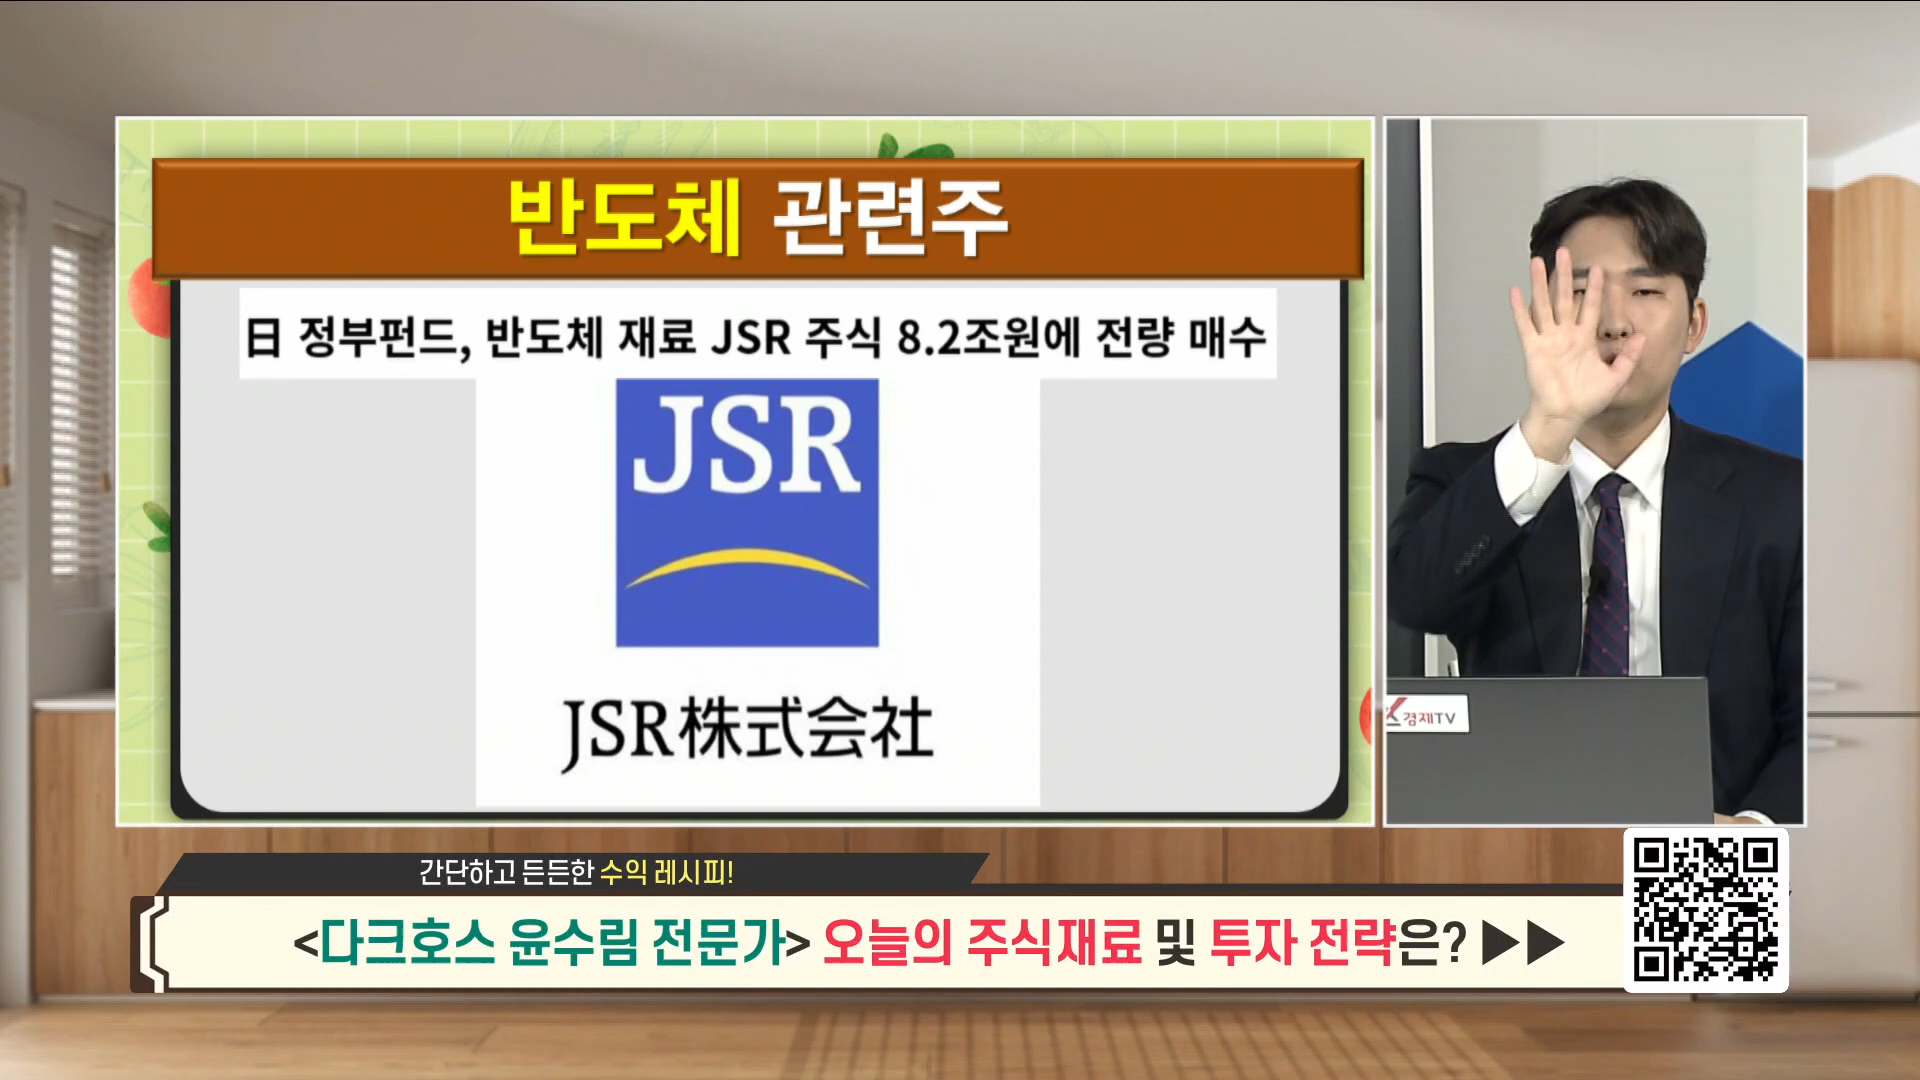 반도체 관련주
日 정부펀드, 반도체 재료 JSR 주식 8.2조원에 전량 매수
JSR
JSR株式会社
경제TV
간단하고 든든한 수익 레시피!
<다크호스 윤수림 전문가> 오늘의 주식재료 및 투자 전략은? ▶▶